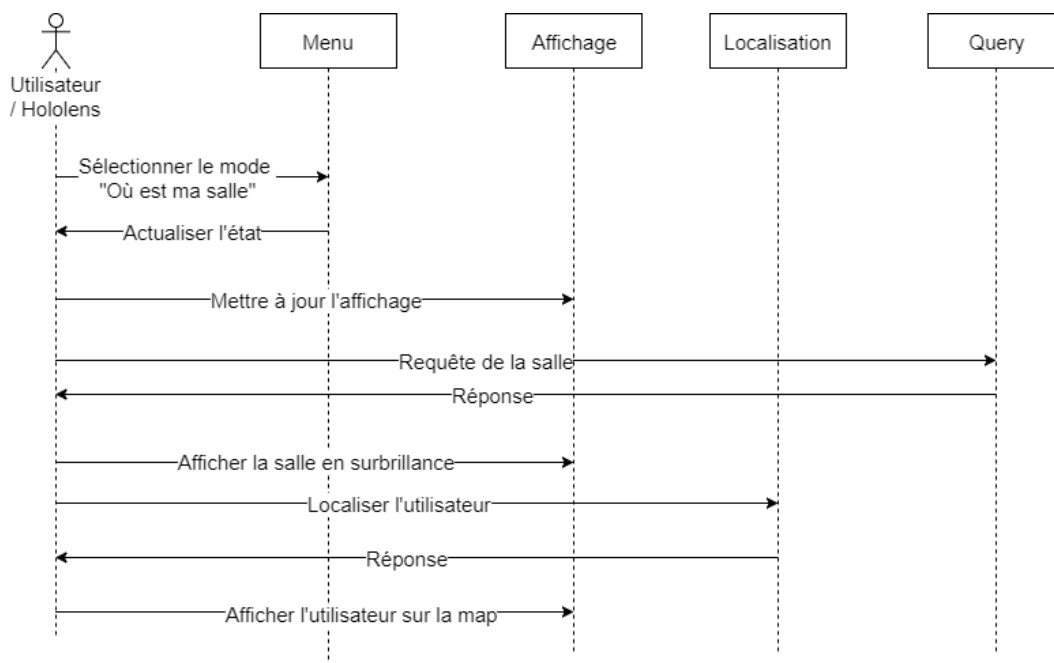 Menu
Affichage
Localisation
Query
Utilisateur
/ Hololens
Sélectionner le mode
"Où est ma salle"
Actualiser l'état
Mettre à jour l'affichage
Requête de la salle
Réponse
Afficher la salle en surbrillance
Localiser l'utilisateur
Réponse
Afficher l'utilisateur sur la map